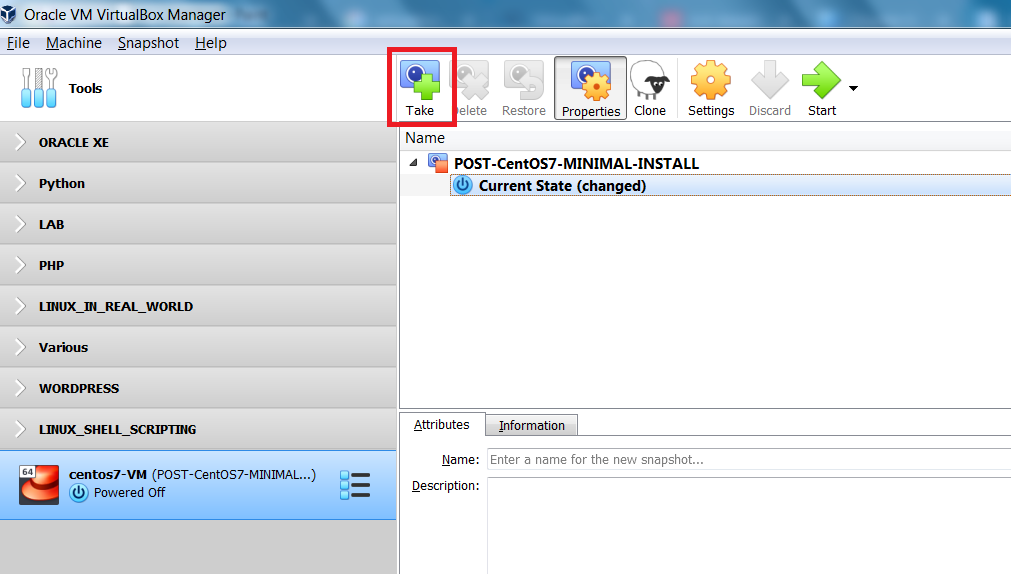 Oracle VM VirtualBox Manager
File Machine Snapshot Help
Tools
Take Delete Restore Properties Clone Settings Discard Start
ORACLE XE
Python
LAB
PHP
LINUX_IN_REAL_WORLD
Various
WORDPRESS
LINUX_SHELL_SCRIPTING
64
centos7-VM (POST-CentOS7-MINIMAL...)
Powered Off
Name
POST-CentOS7-MINIMAL-INSTALL
Current State (changed)
Attributes Information
Name: Enter a name for the new snapshot...
Description: